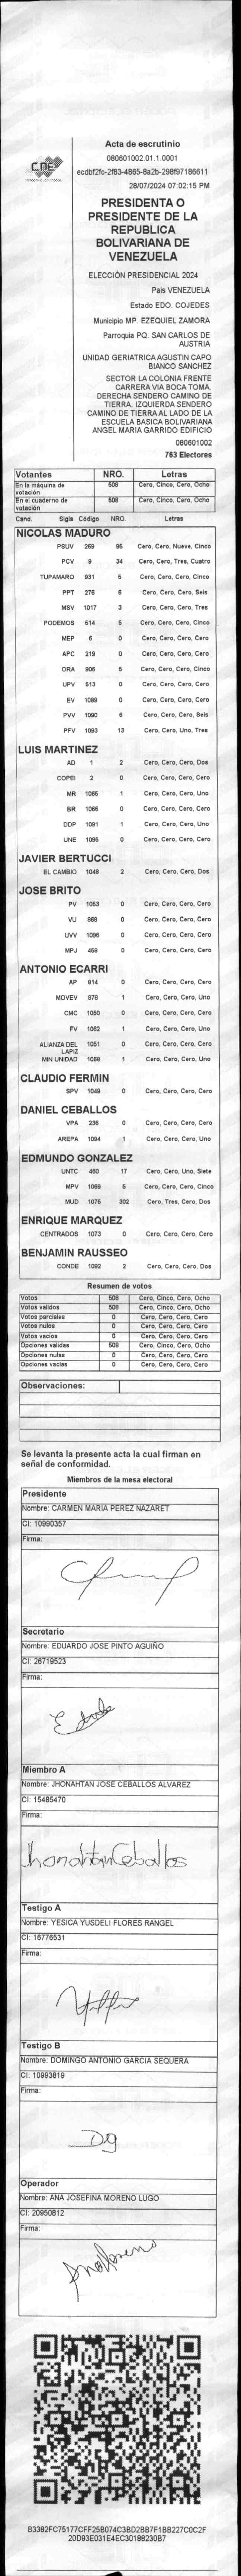 CNE
Acta de escrutinio
080601002.01.1.0001
ecdbf2fc-2f83-4865-8a2b-298f97186611
28/07/2024 07:02:15 PM
PRESIDENTA O
PRESIDENTE DE LA
REPUBLICA
BOLIVARIANA DE
VENEZUELA
ELECCIÓN PRESIDENCIAL 2024
País VENEZUELA
Estado EDO. COJEDES
Municipio MP. EZEQUIEL ZAMORA
Parroquia PQ. SAN CARLOS DE
AUSTRIA
UNIDAD GERIATRICA AGUSTIN CAPO
BIANCO SANCHEZ
SECTOR LA COLONIA FRENTE
CARRERA VIA BOCA TOMA.
DERECHA SENDERO CAMINO DE
TIERRA. IZQUIERDA SENDERO
CAMINO DE TIERRA AL LADO DE LA
ESCUELA BASICA BOLIVARIANA
ANGEL MARIA GARRIDO EDIFICIO
080601002
763 Electores
Votantes NRO. Letras
En la máquina de votación 508 Cero, Cinco, Cero, Ocho
En el cuaderno de votación 508 Cero, Cinco, Cero, Ocho
Cand. Sigla Código NRO. Letras
NICOLAS MADURO
PSUV 269 95 Cero, Cero, Nueve, Cinco
PCV 9 34 Cero, Cero, Tres, Cuatro
TUPAMARO 931 5 Cero, Cero, Cero, Cinco
PPT 276 6 Cero, Cero, Cero, Seis
MSV 1017 3 Cero, Cero, Cero, Tres
PODEMOS 514 5 Cero, Cero, Cero, Cinco
MEP 6 0 Cero, Cero, Cero, Cero
APC 219 0 Cero, Cero, Cero, Cero
ORA 906 5 Cero, Cero, Cero, Cinco
UPV 513 0 Cero, Cero, Cero, Cero
EV 1089 0 Cero, Cero, Cero, Cero
PVV 1090 6 Cero, Cero, Cero, Seis
PFV 1093 13 Cero, Cero, Uno, Tres
LUIS MARTINEZ
AD 1 2 Cero, Cero, Cero, Dos
COPEI 2 0 Cero, Cero, Cero, Cero
MR 1065 1 Cero, Cero, Cero, Uno
BR 1066 0 Cero, Cero, Cero, Cero
DDP 1091 1 Cero, Cero, Cero, Uno
UNE 1095 0 Cero, Cero, Cero, Cero
JAVIER BERTUCCI
EL CAMBIO 1048 2 Cero, Cero, Cero, Dos
JOSE BRITO
PV 1053 0 Cero, Cero, Cero, Cero
VU 868 0 Cero, Cero, Cero, Cero
UVV 1096 0 Cero, Cero, Cero, Cero
MPJ 458 0 Cero, Cero, Cero, Cero
ANTONIO ECARRI
AP 914 0 Cero, Cero, Cero, Cero
MOVEV 878 1 Cero, Cero, Cero, Uno
CMC 1050 0 Cero, Cero, Cero, Cero
FV 1062 1 Cero, Cero, Cero, Uno
ALIANZA DEL LAPIZ 1051 0 Cero, Cero, Cero, Cero
MIN UNIDAD 1069 1 Cero, Cero, Cero, Uno
CLAUDIO FERMIN
SPV 1049 0 Cero, Cero, Cero, Cero
DANIEL CEBALLOS
VPA 236 0 Cero, Cero, Cero, Cero
AREPA 1094 1 Cero, Cero, Cero, Uno
EDMUNDO GONZALEZ
UNTC 460 17 Cero, Cero, Uno, Siete
MPV 1069 5 Cero, Cero, Cero, Cinco
MUD 1075 302 Cero, Tres, Cero, Dos
ENRIQUE MARQUEZ
CENTRADOS 1073 0 Cero, Cero, Cero, Cero
BENJAMIN RAUSSEO
CONDE 1092 2 Cero, Cero, Cero, Dos
Resumen de votos
Votos 508 Cero, Cinco, Cero, Ocho
Votos validos 508 Cero, Cinco, Cero, Ocho
Votos parciales 0 Cero, Cero, Cero, Cero
Votos nulos 0 Cero, Cero, Cero, Cero
Votos vacios 0 Cero, Cero, Cero, Cero
Opciones validas 508 Cero, Cinco, Cero, Ocho
Opciones nulas 0 Cero, Cero, Cero, Cero
Opciones vacias 0 Cero, Cero, Cero, Cero
Observaciones:
Se levanta la presente acta la cual firman en
señal de conformidad.
Miembros de la mesa electoral
Presidente
Nombre: CARMEN MARIA PEREZ NAZARET
CI: 10990357
Firma:
Secretario
Nombre: EDUARDO JOSE PINTO AGUIÑO
CI: 26719523
Firma:
Miembro A
Nombre: JHONAHTAN JOSE CEBALLOS ALVAREZ
CI: 15485470
Firma:
Jhonahtan Ceballos
Testigo A
Nombre: YESICA YUSDELI FLORES RANGEL
CI: 16776531
Firma:
Testigo B
Nombre: DOMINGO ANTONIO GARCIA SEQUERA
CI: 10993819
Firma:
Dg
Operador
Nombre: ANA JOSEFINA MORENO LUGO
CI: 20950812
Firma:
Ana Moreno
B3382FC75177CFF25B074C3BD2BB7F1BB227C0C2F
20D93E031E4EC30188230B7